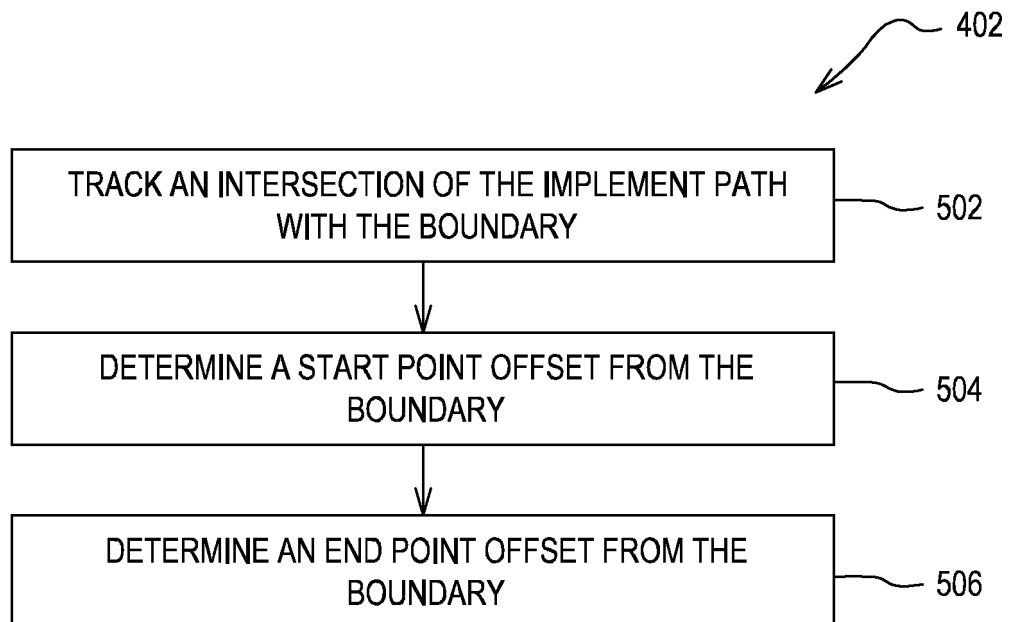 402
TRACK AN INTERSECTION OF THE IMPLEMENT PATH
WITH THE BOUNDARY
502
DETERMINE A START POINT OFFSET FROM THE
BOUNDARY
504
DETERMINE AN END POINT OFFSET FROM THE
BOUNDARY
506